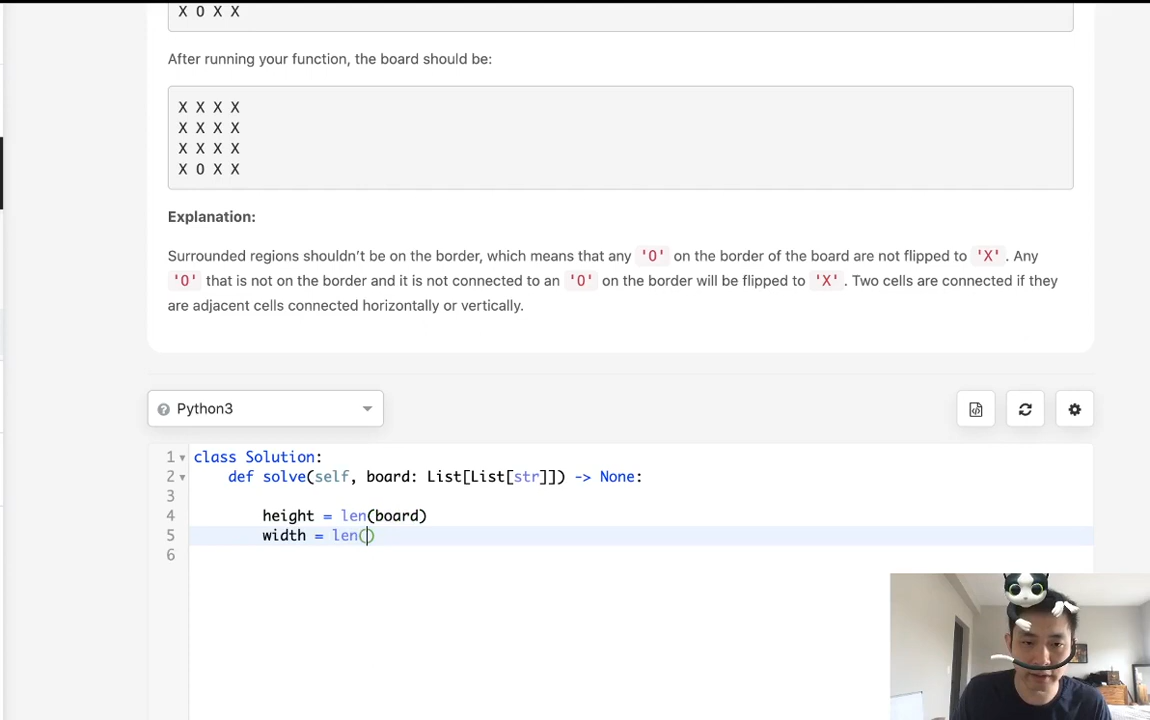 X O X X
After running your function, the board should be:
X X X X
X X X X
X X X X
X O X X
Explanation:
Surrounded regions shouldn't be on the border, which means that any 'O' on the border of the board are not flipped to 'X'. Any
'O' that is not on the border and it is not connected to an 'O' on the border will be flipped to 'X'. Two cells are connected if they
are adjacent cells connected horizontally or vertically.
Python3
1 class Solution:
2 def solve(self, board: List[List[str]]) -> None:
3
4 height = len(board)
5 width = len()
6